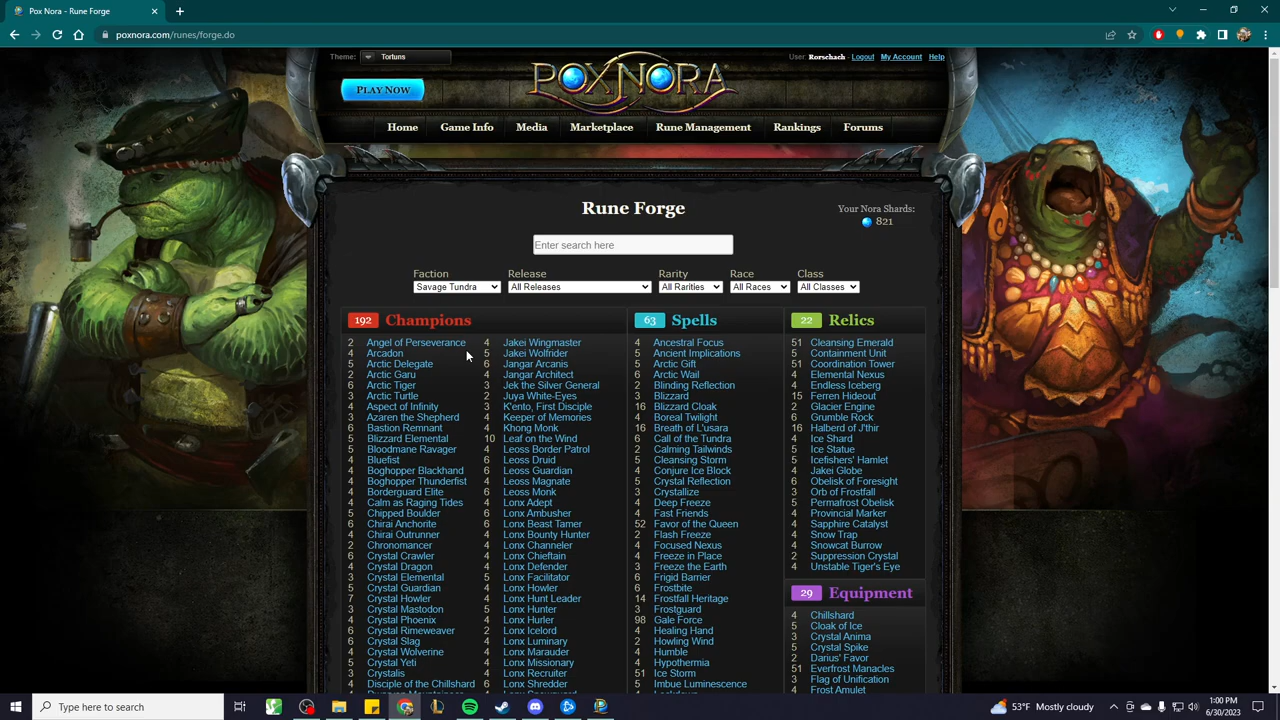 Pox Nora - Rune Forge
poxnora.com/runes/forge.do
Theme: Tortuns
User Rorschach - Logout My Account Help
POXNORA
PLAY NOW
Home Game Info Media Marketplace Rune Management Rankings Forums
Rune Forge
Your Nora Shards:
821
Enter search here
Faction Release Rarity Race Class
Savage Tundra All Releases All Rarities All Races All Classes
192 Champions
2 Angel of Perseverance
4 Arcadon
5 Arctic Delegate
2 Arctic Garu
6 Arctic Tiger
3 Arctic Turtle
4 Aspect of Infinity
3 Azaren the Shepherd
6 Bastion Remnant
5 Blizzard Elemental
5 Bloodmane Ravager
6 Bluefist
4 Boghopper Blackhand
4 Boghopper Thunderfist
4 Borderguard Elite
4 Calm as Raging Tides
5 Chipped Boulder
6 Chirai Anchorite
4 Chirai Outrunner
2 Chronomancer
6 Crystal Crawler
4 Crystal Dragon
3 Crystal Elemental
5 Crystal Guardian
7 Crystal Howler
3 Crystal Mastodon
4 Crystal Phoenix
6 Crystal Rimeweaver
6 Crystal Slag
4 Crystal Wolverine
5 Crystal Yeti
3 Crystalis
4 Disciple of the Chillshard
4 Jakei Wingmaster
5 Jakei Wolfrider
6 Jangar Arcanis
4 Jangar Architect
3 Jek the Silver General
2 Juya White-Eyes
3 K'ento, First Disciple
4 Keeper of Memories
4 Khong Monk
10 Leaf on the Wind
4 Leoss Border Patrol
6 Leoss Druid
6 Leoss Guardian
4 Leoss Magnate
6 Leoss Monk
4 Lonx Adept
6 Lonx Ambusher
6 Lonx Beast Tamer
4 Lonx Bounty Hunter
4 Lonx Channeler
4 Lonx Chieftain
4 Lonx Defender
5 Lonx Facilitator
4 Lonx Howler
4 Lonx Hunt Leader
5 Lonx Hunter
4 Lonx Hurler
2 Lonx Icelord
4 Lonx Luminary
4 Lonx Marauder
4 Lonx Missionary
4 Lonx Recruiter
6 Lonx Shredder
63 Spells
4 Ancestral Focus
5 Ancient Implications
5 Arctic Gift
4 Arctic Wail
2 Blinding Reflection
3 Blizzard
16 Blizzard Cloak
4 Boreal Twilight
16 Breath of L'usara
6 Call of the Tundra
2 Calming Tailwinds
5 Cleansing Storm
4 Conjure Ice Block
5 Crystal Reflection
3 Crystallize
4 Deep Freeze
4 Fast Friends
52 Favor of the Queen
2 Flash Freeze
4 Focused Nexus
4 Freeze in Place
3 Freeze the Earth
6 Frigid Barrier
6 Frostbite
14 Frostfall Heritage
3 Frostguard
98 Gale Force
4 Healing Hand
2 Howling Wind
4 Humble
4 Hypothermia
51 Ice Storm
5 Imbue Luminescence
22 Relics
51 Cleansing Emerald
5 Containment Unit
51 Coordination Tower
4 Elemental Nexus
4 Endless Iceberg
15 Ferren Hideout
2 Glacier Engine
6 Grumble Rock
16 Halberd of J'thir
4 Ice Shard
5 Ice Statue
5 Icefishers' Hamlet
4 Jakei Globe
6 Obelisk of Foresight
3 Orb of Frostfall
5 Permafrost Obelisk
4 Provincial Marker
4 Sapphire Catalyst
4 Snow Trap
4 Snowcat Burrow
2 Suppression Crystal
4 Unstable Tiger's Eye
29 Equipment
4 Chillshard
5 Cloak of Ice
3 Crystal Anima
5 Crystal Spike
2 Darius' Favor
51 Everfrost Manacles
3 Flag of Unification
4 Frost Amulet
Type here to search
53°F Mostly cloudy
1:00 PM
6/30/2023